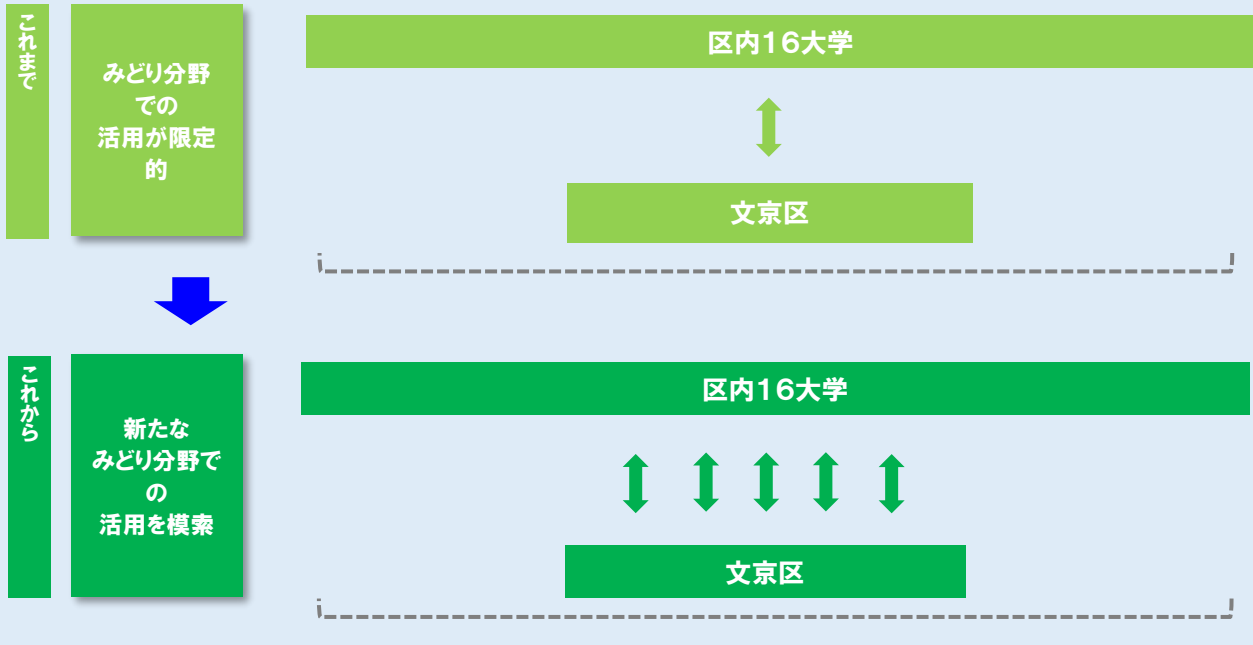 これまで
みどり分野
での
活用が限定
的
区内16大学
文京区
これから
新たな
みどり分野で
の
活用を模索
区内16大学
文京区